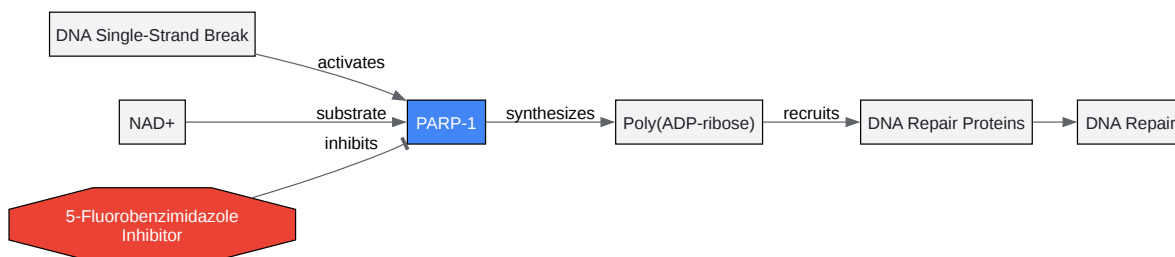 DNA Single-Strand Break
activates
NAD+
substrate
PARP-1
synthesizes
Poly(ADP-ribose)
recruits
DNA Repair Proteins
DNA Repair
inhibits
5-Fluorobenzimidazole
Inhibitor